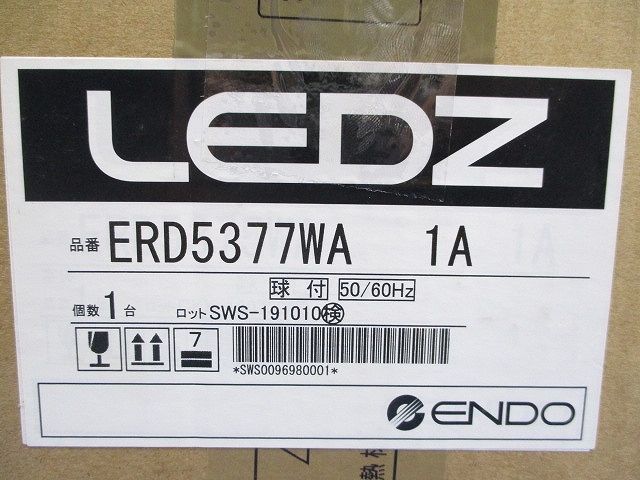 LEDZ
品番 ERD5377WA 1A
球付 50/60Hz
個数 1台 ロット SWS-191010 検
7
*SWS0096980001*
ENDO